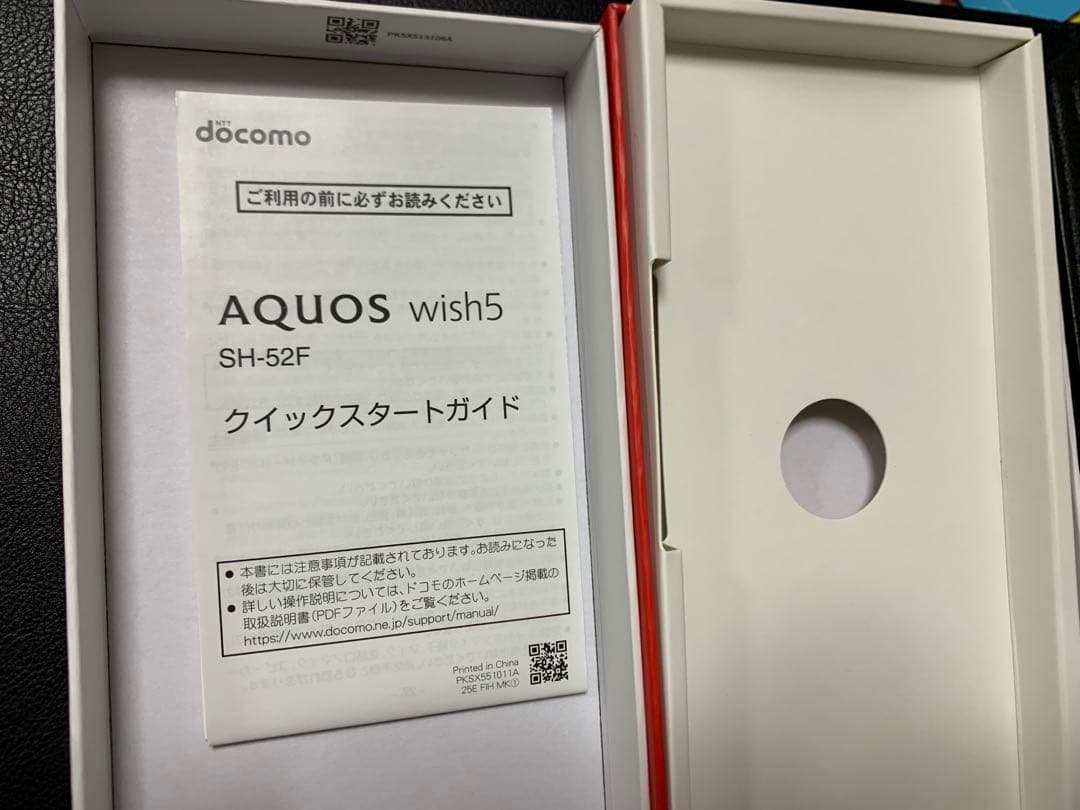 PKSX513106A
NTT
docomo
ご利用の前に必ずお読みください
AQUOS wish5
SH-52F
クイックスタートガイド
● 本書には注意事項が記載されております。お読みになった
後は大切に保管してください。
● 詳しい操作説明については、ドコモのホームページ掲載の
取扱説明書(PDFファイル)をご覧ください。
https://www.docomo.ne.jp/support/manual/
Printed in China
PKSX551011A
25E FIH MK①